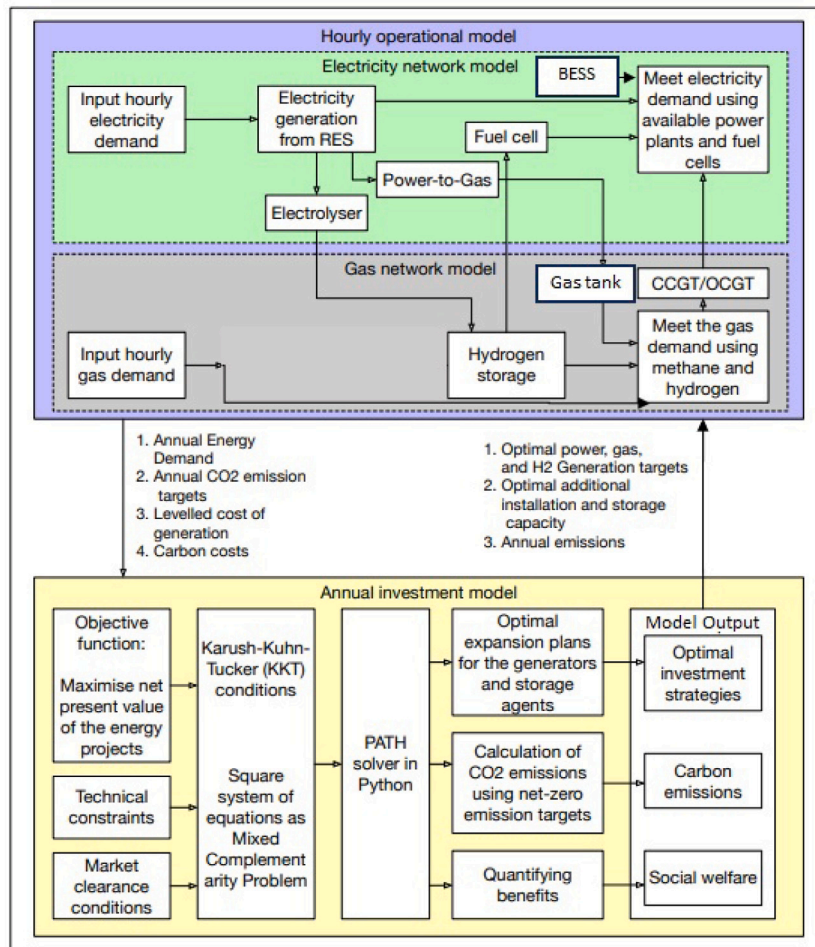 Hourly operational model
Electricity network model
Input hourly
electricity
demand
Electricity
generation
from RES
BESS
Meet electricity
demand using
available power
plants and fuel
cells
Fuel cell
Power-to-Gas
Electrolyser
Gas network model
Gas tank
CCGT/OCGT
Input hourly
gas demand
Hydrogen
storage
Meet the gas
demand using
methane and
hydrogen
1. Annual Energy
Demand
2. Annual CO2 emission
targets
3. Levelled cost of
generation
4. Carbon costs
1. Optimal power, gas,
and H2 Generation targets
2. Optimal additional
installation and storage
capacity
3. Annual emissions
Annual investment model
Objective
function:
Maximise net
present value
of the energy
projects
Technical
constraints
Market
clearance
conditions
Karush-Kuhn-
Tucker (KKT)
conditions
Square
system of
equations as
Mixed
Complement
arity Problem
PATH
solver in
Python
Optimal
expansion plans
for the generators
and storage
agents
Calculation of
CO2 emissions
using net-zero
emission targets
Quantifying
benefits
Model Output
Optimal
investment
strategies
Carbon
emissions
Social welfare